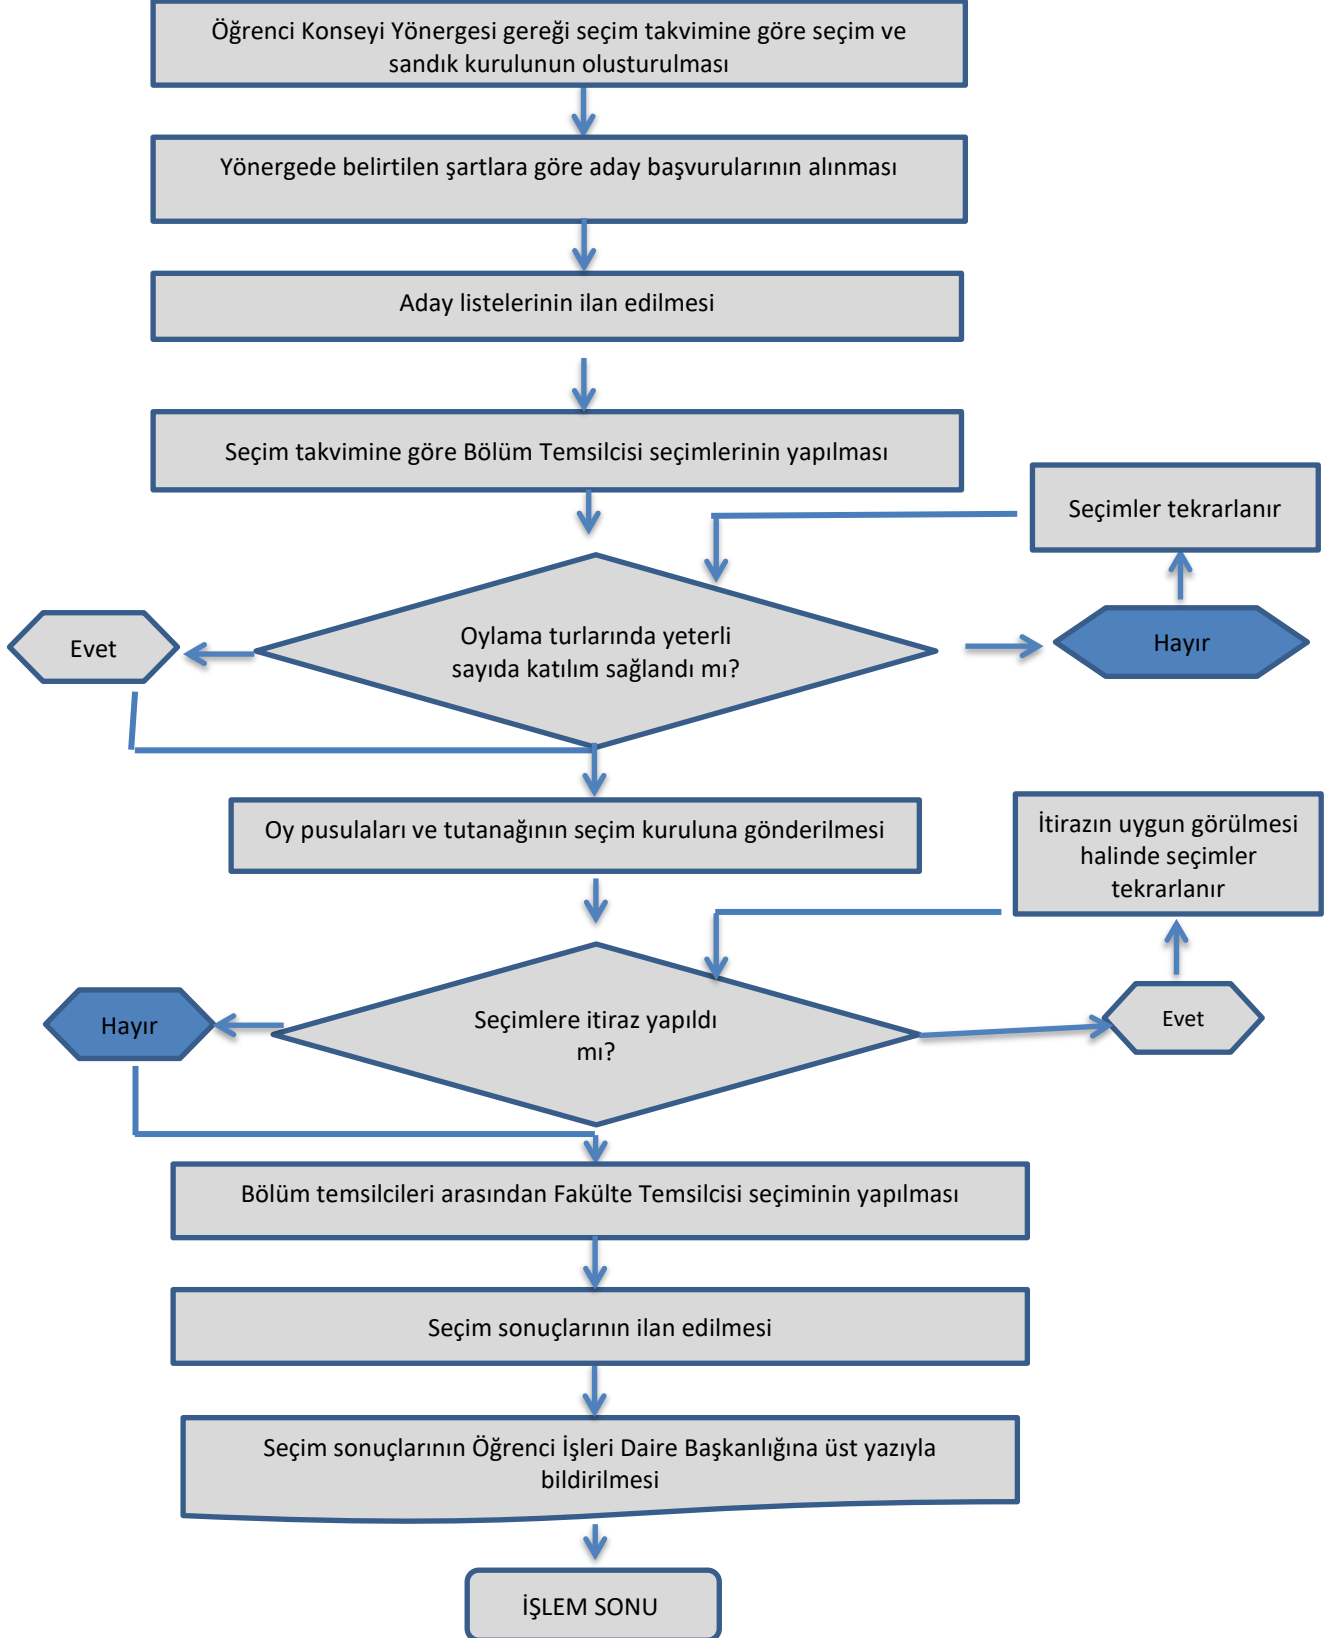 Öğrenci Konseyi Yönergesi gereği seçim takvimine göre seçim ve
sandık kurulunun olusturulması
Yönergede belirtilen şartlara göre aday başvurularının alınması
Aday listelerinin ilan edilmesi
Seçim takvimine göre Bölüm Temsilcisi seçimlerinin yapılması
Seçimler tekrarlanır
Evet
Oylama turlarında yeterli
sayıda katılım sağlandı mı?
Hayır
Oy pusulaları ve tutanağının seçim kuruluna gönderilmesi
İtirazın uygun görülmesi
halinde seçimler
tekrarlanır
Hayır
Seçimlere itiraz yapıldı
mı?
Evet
Bölüm temsilcileri arasından Fakülte Temsilcisi seçiminin yapılması
Seçim sonuçlarının ilan edilmesi
Seçim sonuçlarının Öğrenci İşleri Daire Başkanlığına üst yazıyla
bildirilmesi
İŞLEM SONU